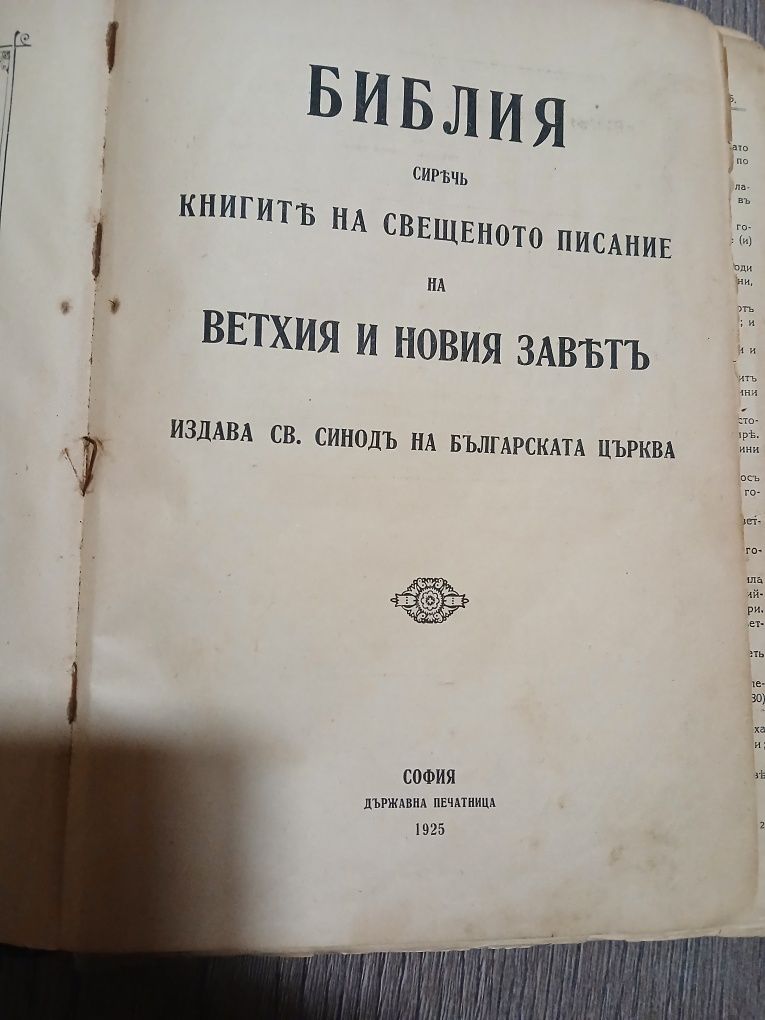 БИБЛИЯ
СИРѢЧЬ
КНИГИТѢ НА СВЕЩЕНОТО ПИСАНИЕ
НА
ВЕТХИЯ И НОВИЯ ЗАВѢТЪ
ИЗДАВА СВ. СИНОДЪ НА БЪЛГАРСКАТА ЦЪРКВА
СОФИЯ
ДЪРЖАВНА ПЕЧАТНИЦА
1925